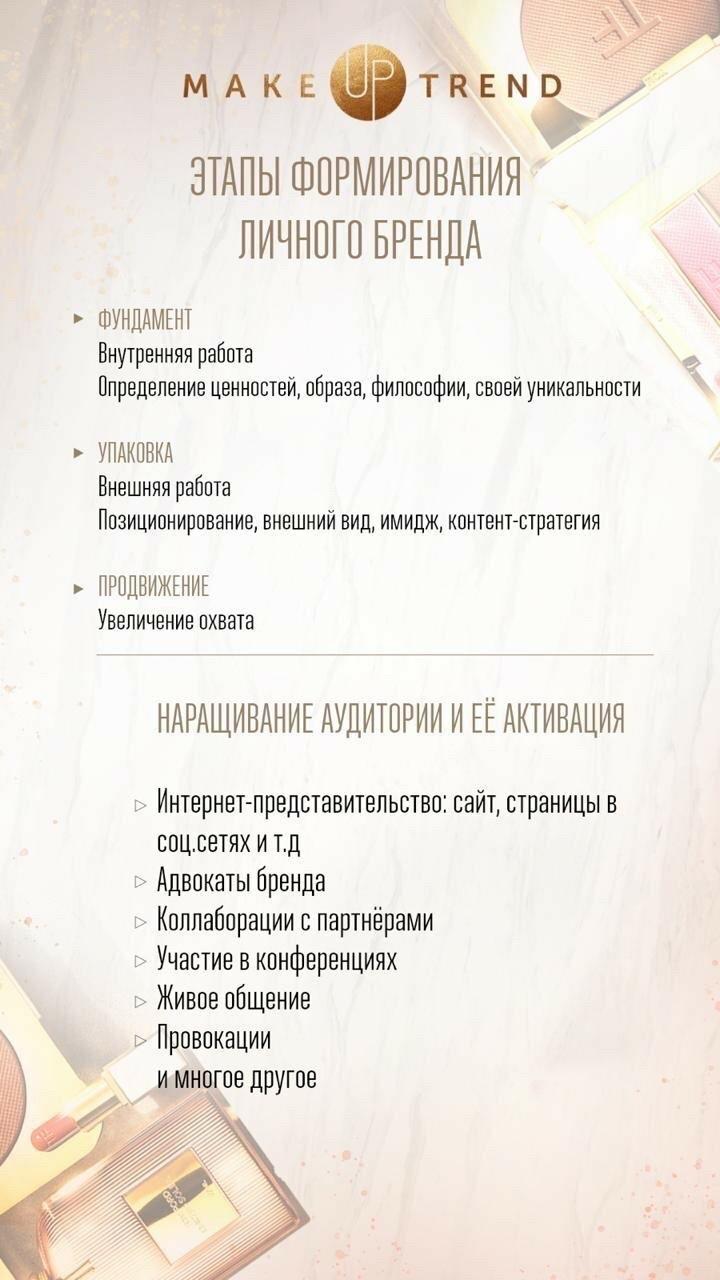 MAKE UP TREND
ЭТАПЫ ФОРМИРОВАНИЯ
ЛИЧНОГО БРЕНДА
ФУНДАМЕНТ
Внутренняя работа
Определение ценностей, образа, философии, своей уникальности
УПАКОВКА
Внешняя работа
Позиционирование, внешний вид, имидж, контент-стратегия
ПРОДВИЖЕНИЕ
Увеличение охвата
НАРАЩИВАНИЕ АУДИТОРИИ И ЕЁ АКТИВАЦИЯ
Интернет-представительство: сайт, страницы в
соц.сетях и т.д
Адвокаты бренда
Коллаборации с партнёрами
Участие в конференциях
Живое общение
Провокации
и многое другое